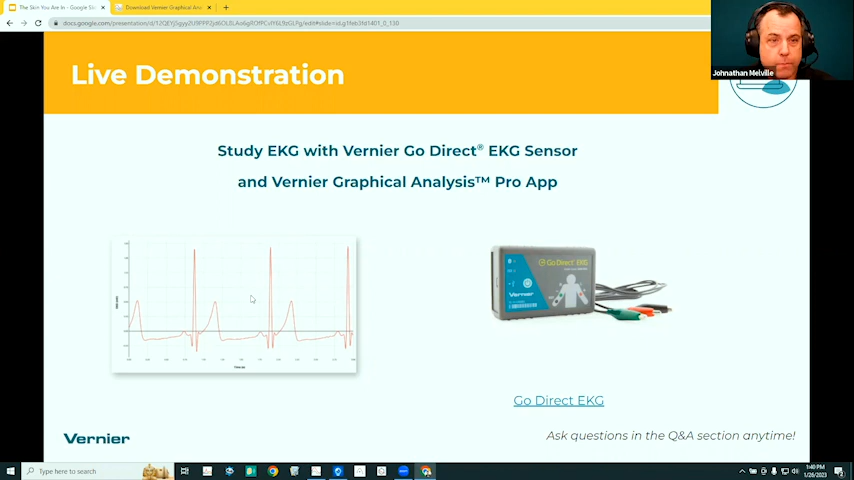 The Skin You Are In - Google Sli
Download Vernier Graphical Ana
Johnathan Melville
Live Demonstration
Study EKG with Vernier Go Direct® EKG Sensor
and Vernier Graphical Analysis™ Pro App
Go Direct EKG
Vernier
Go Direct EKG
Vernier
Ask questions in the Q&A section anytime!
Type here to search
1:40 PM
1/26/2023